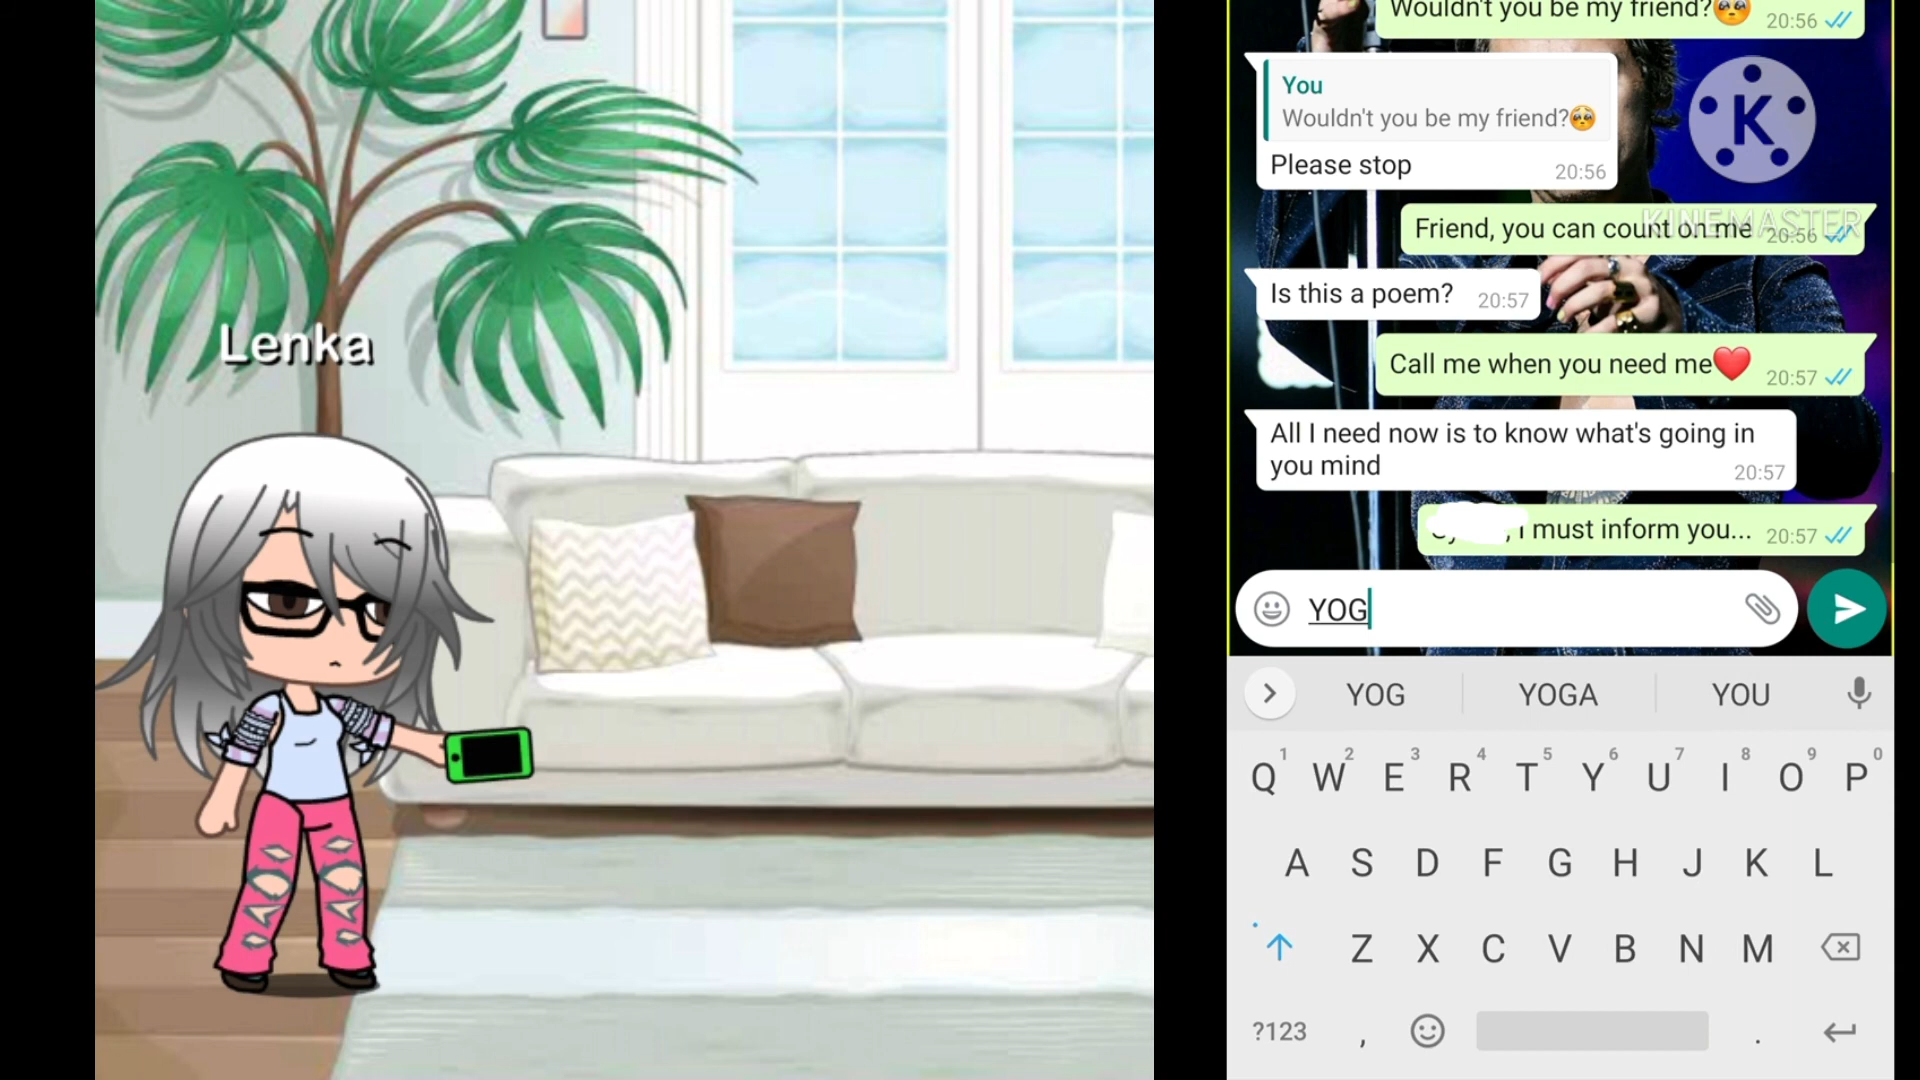 Lenka
Wouldn't you be my friend?🥺 20:56
You
Wouldn't you be my friend?🥺
Please stop 20:56
K
KINEMASTER
Friend, you can count on me 20:56
Is this a poem? 20:57
Call me when you need me❤️ 20:57
All I need now is to know what's going in
you mind 20:57
, I must inform you... 20:57
YOG
YOG YOGA YOU
1 2 3 4 5 6 7 8 9 0
Q W E R T Y U I O P
A S D F G H J K L
Z X C V B N M
?123 , .